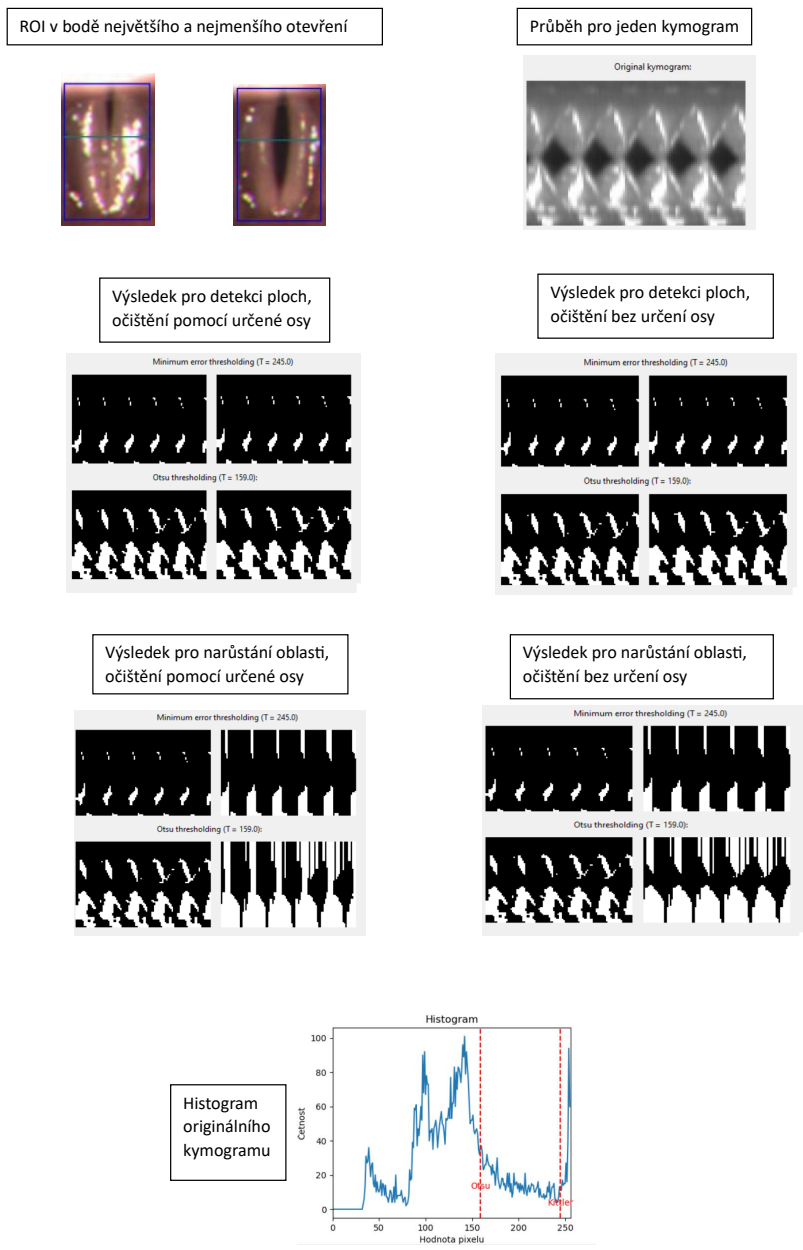 ROI v bodě největšího a nejmenšího otevření
Průběh pro jeden kymogram
Original kymogram:
Výsledek pro detekci ploch,
očištění pomocí určené osy
Výsledek pro detekci ploch,
očištění bez určení osy
Minimum error thresholding (T = 245.0)
Otsu thresholding (T = 159.0):
Minimum error thresholding (T = 245.0)
Otsu thresholding (T = 159.0):
Výsledek pro narůstání oblasti,
očištění pomocí určené osy
Výsledek pro narůstání oblasti,
očištění bez určení osy
Minimum error thresholding (T = 245.0)
Otsu thresholding (T = 159.0):
Minimum error thresholding (T = 245.0)
Otsu thresholding (T = 159.0):
Histogram
originálního
kymogramu
Histogram
Četnost
100
80
60
40
20
0
Otsu
Kittler
0 50 100 150 200 250
Hodnota pixelu